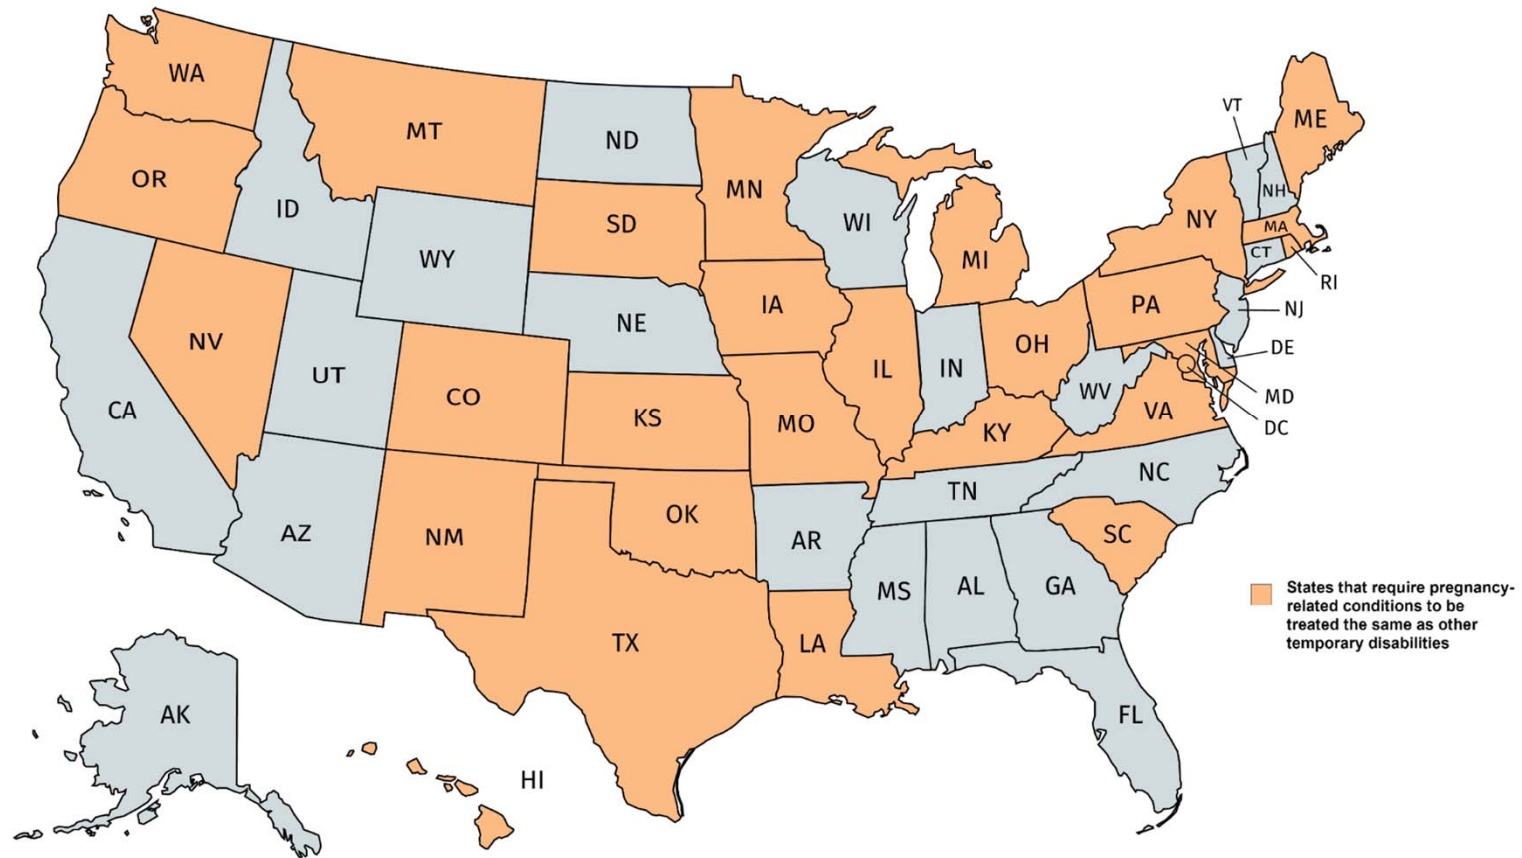 WA
MT
ND
MN
VT
ME
OR
ID
SD
WI
NH
NY
MA
WY
MI
CT
RI
NE
IA
PA
NJ
NV
UT
CO
IL
IN
OH
DE
CA
KS
MO
WV
VA
MD
KY
DC
AZ
NM
OK
TN
NC
AR
SC
MS
AL
GA
TX
LA
States that require pregnancy-
related conditions to be
treated the same as other
temporary disabilities
AK
HI
FL